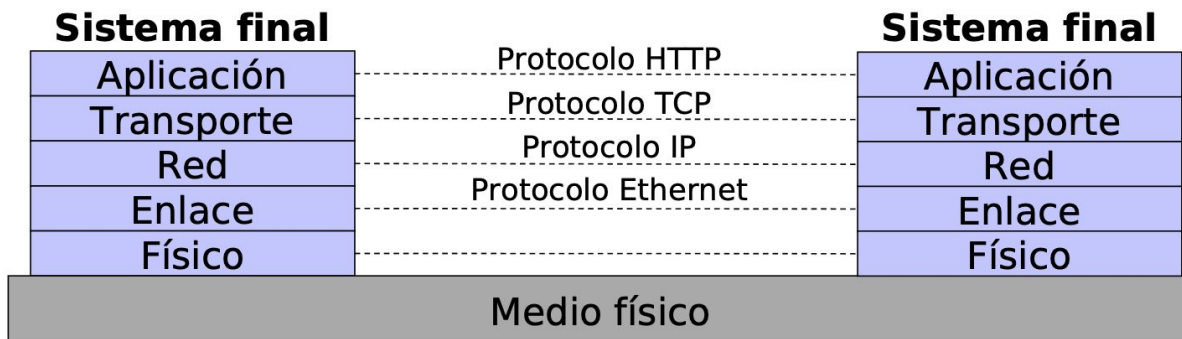 Sistema final
Sistema final
Aplicación
Protocolo HTTP
Aplicación
Transporte
Protocolo TCP
Transporte
Red
Protocolo IP
Red
Enlace
Protocolo Ethernet
Enlace
Físico
Físico
Medio físico